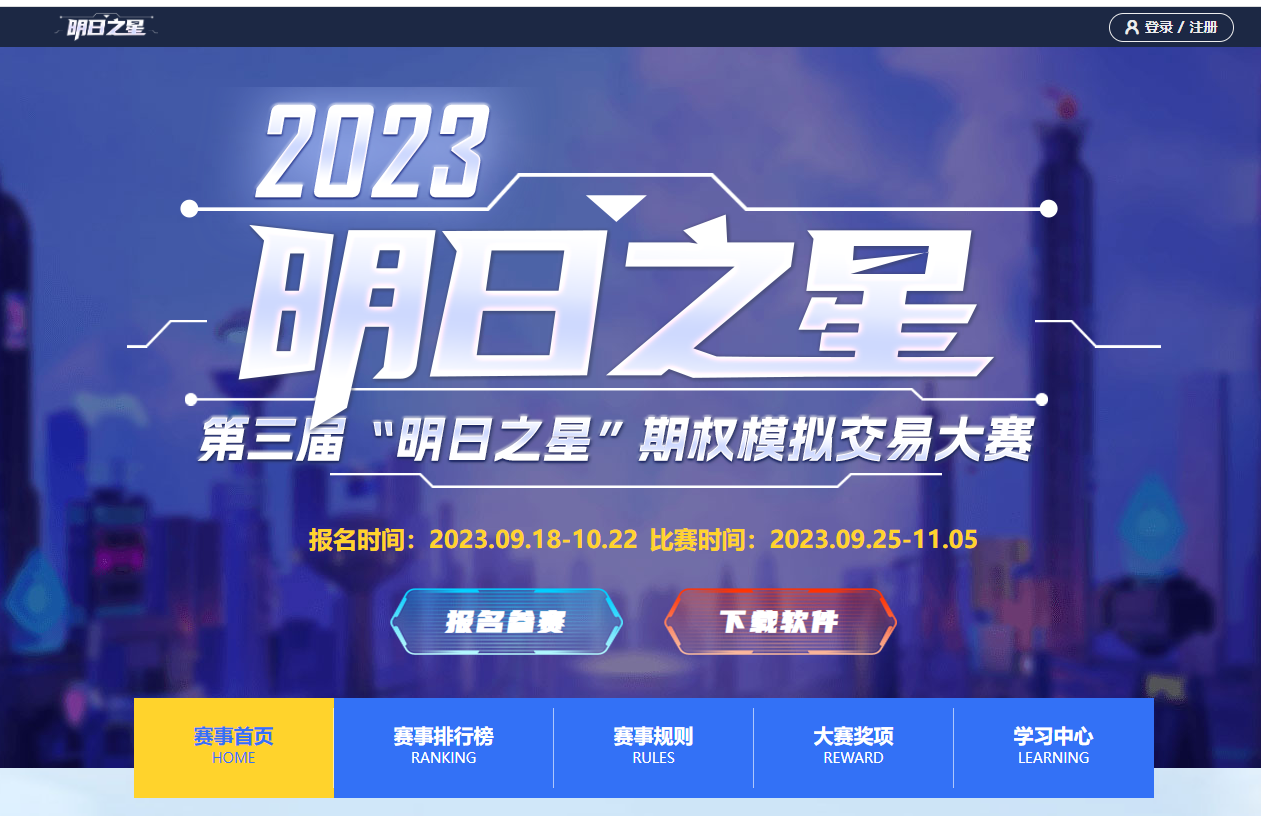 明日之星
登录 / 注册
2023
明日之星
第三届“明日之星”期权模拟交易大赛
报名时间：2023.09.18-10.22 比赛时间：2023.09.25-11.05
报名参赛 下载软件
赛事首页 赛事排行榜 赛事规则 大赛奖项 学习中心
HOME RANKING RULES REWARD LEARNING